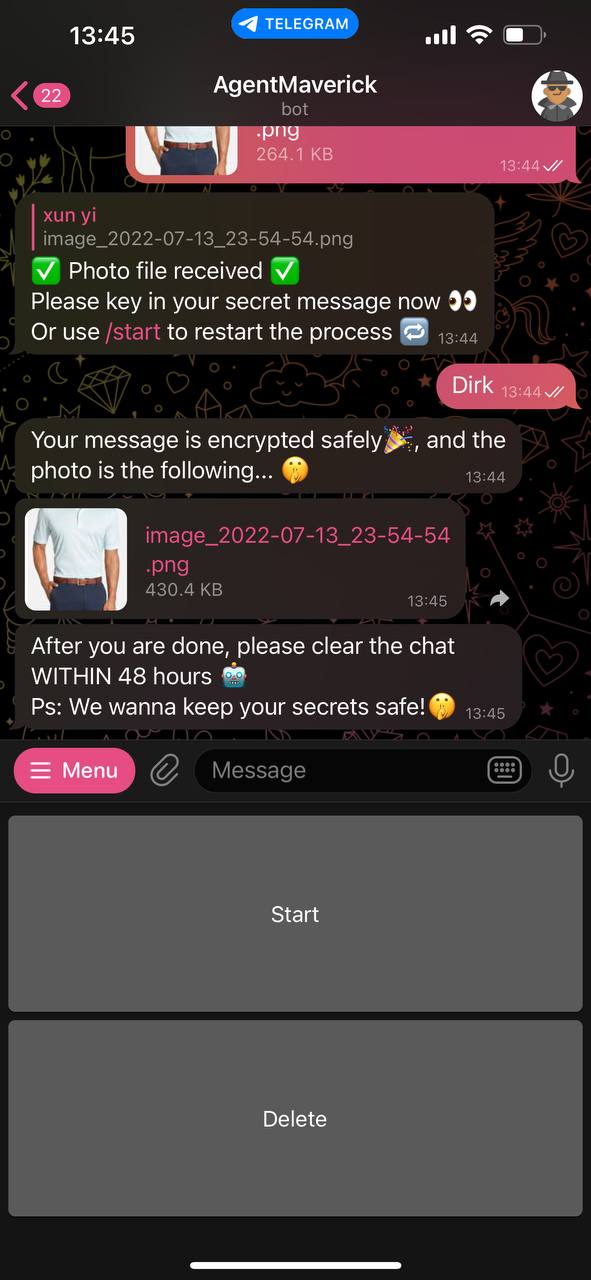 13:45
TELEGRAM
22
AgentMaverick
bot
.png
264.1 KB
13:44
xun yi
image_2022-07-13_23-54-54.png
✅ Photo file received ✅
Please key in your secret message now 👀
Or use /start to restart the process 🔁 13:44
Dirk 13:44
Your message is encrypted safely🎉, and the
photo is the following... 🤫 13:44
image_2022-07-13_23-54-54
.png
430.4 KB
13:45
After you are done, please clear the chat
WITHIN 48 hours 🤖
Ps: We wanna keep your secrets safe!🤫 13:45
Menu
Message
Start
Delete